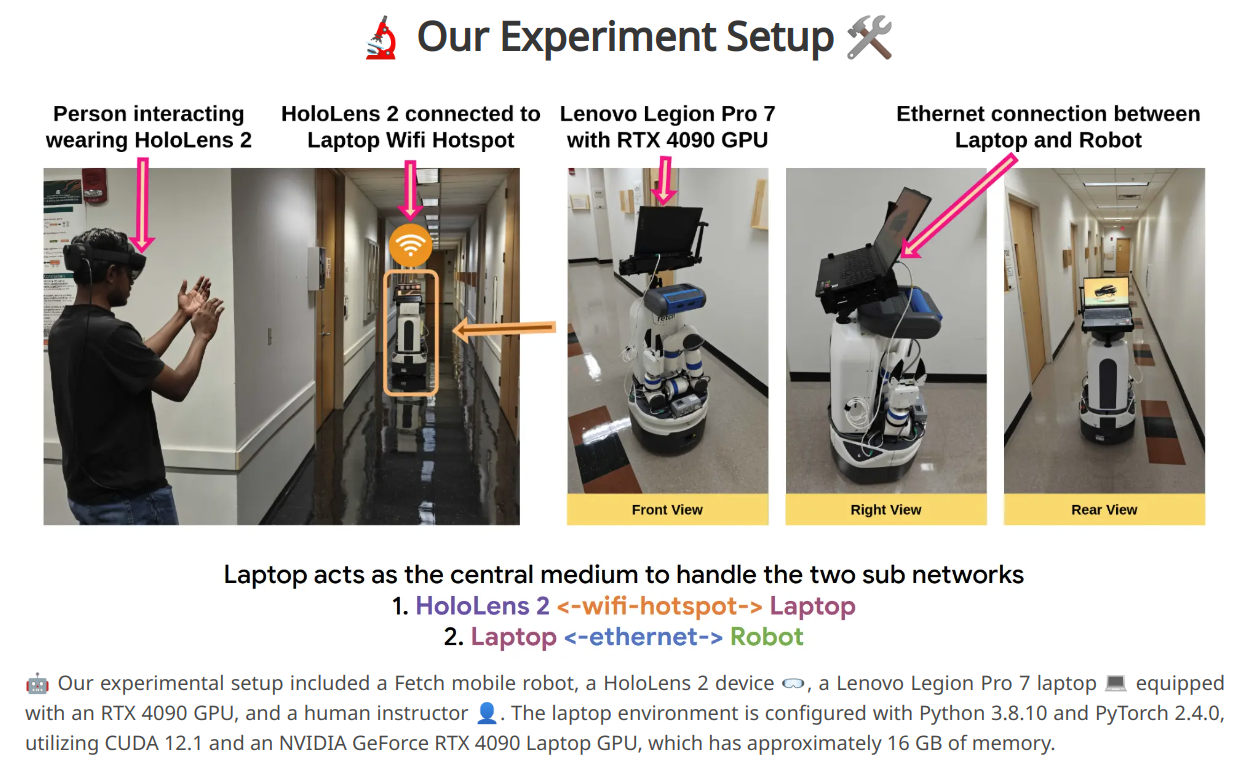 🔬 Our Experiment Setup 🛠️
Person interacting
wearing HoloLens 2
HoloLens 2 connected to
Laptop Wifi Hotspot
Lenovo Legion Pro 7
with RTX 4090 GPU
Ethernet connection between
Laptop and Robot
fetch
Front View
Right View
Rear View
Laptop acts as the central medium to handle the two sub networks
1. HoloLens 2 <-wifi-hotspot-> Laptop
2. Laptop <-ethernet-> Robot
🤖 Our experimental setup included a Fetch mobile robot, a HoloLens 2 device 🥽, a Lenovo Legion Pro 7 laptop 💻 equipped
with an RTX 4090 GPU, and a human instructor 👤. The laptop environment is configured with Python 3.8.10 and PyTorch 2.4.0,
utilizing CUDA 12.1 and an NVIDIA GeForce RTX 4090 Laptop GPU, which has approximately 16 GB of memory.